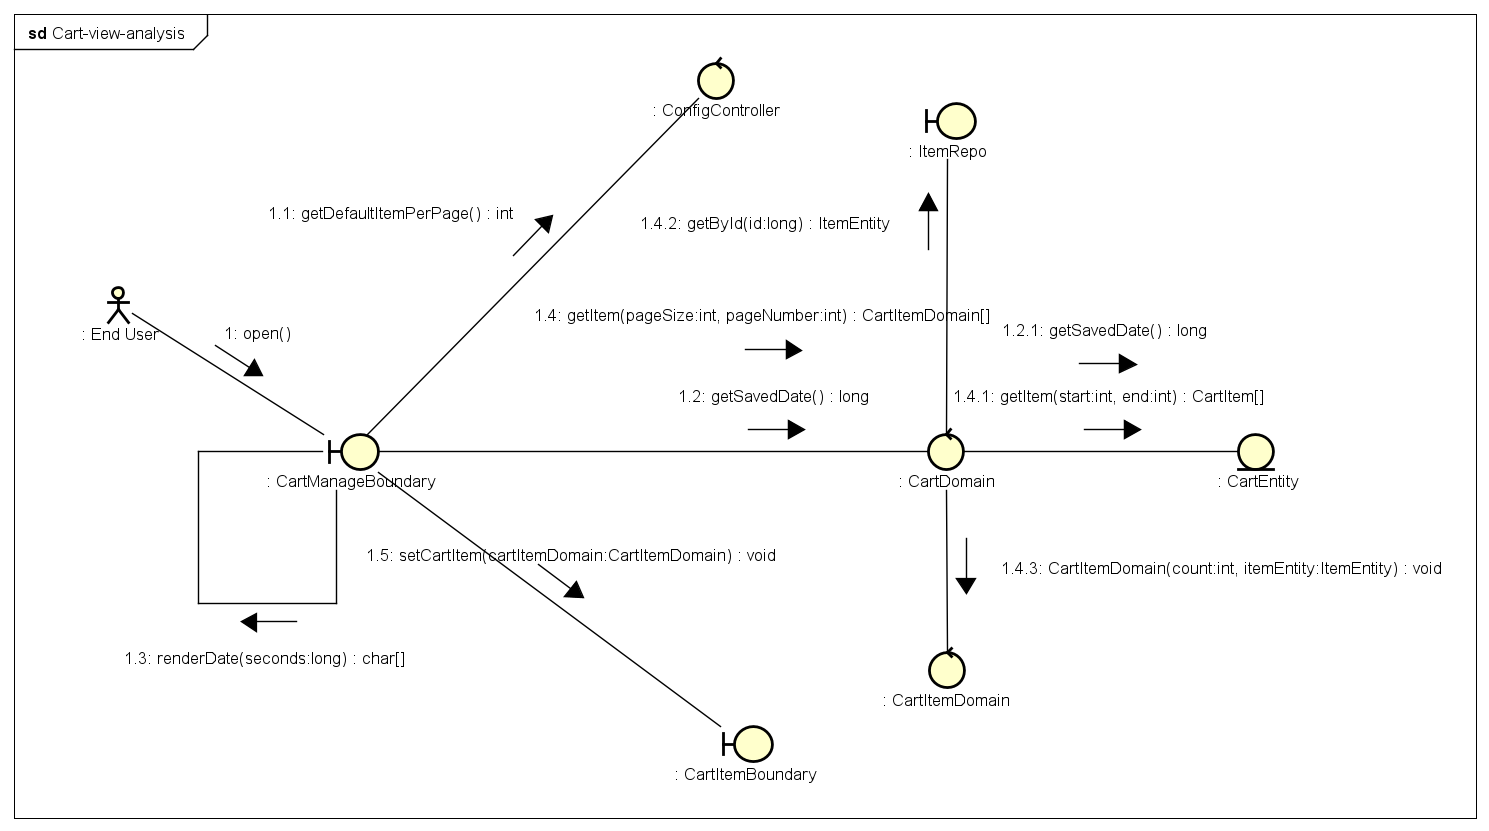 sd Cart-view-analysis
: ConfigController
: ItemRepo
1.1: getDefaultItemPerPage() : int
1.4.2: getById(id:long) : ItemEntity
1.4: getItem(pageSize:int, pageNumber:int) : CartItemDomain[]
1.2.1: getSavedDate() : long
: End User
1: open()
1.2: getSavedDate() : long
1.4.1: getItem(start:int, end:int) : CartItem[]
: CartManageBoundary
: CartDomain
: CartEntity
1.5: setCartItem(cartItemDomain:CartItemDomain) : void
1.4.3: CartItemDomain(count:int, itemEntity:ItemEntity) : void
1.3: renderDate(seconds:long) : char[]
: CartItemDomain
: CartItemBoundary